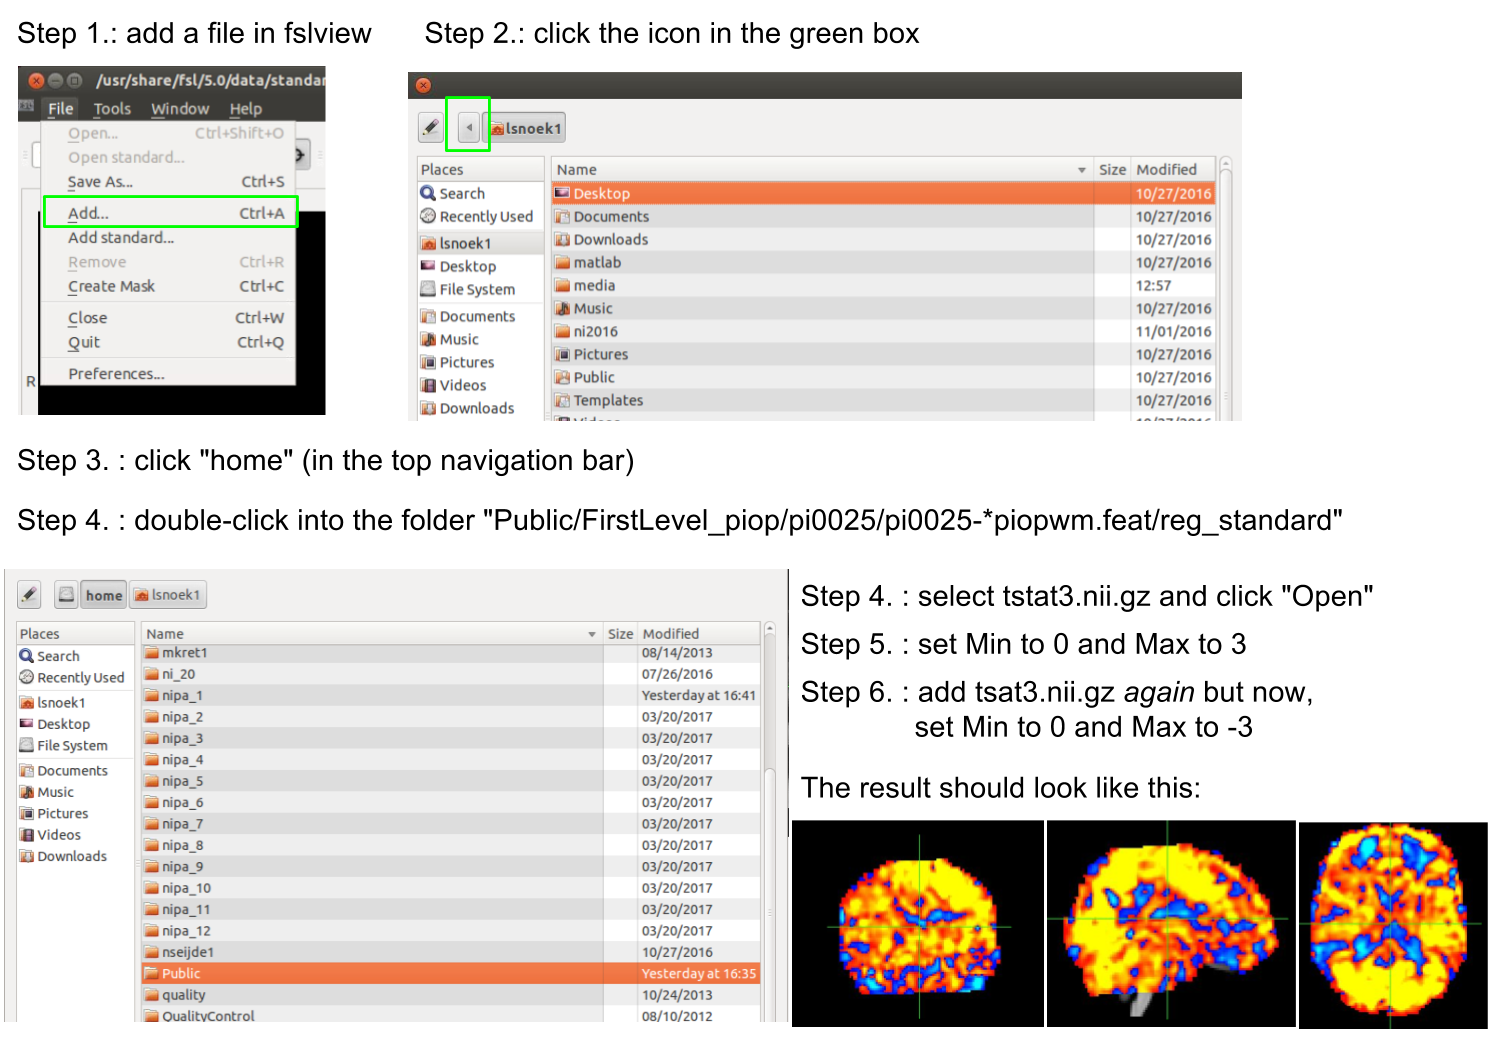 Step 1.: add a file in fslview
Step 2.: click the icon in the green box
/usr/share/fsl/5.0/data/standar
File Tools Window Help
Open... Ctrl+Shift+O
Open standard...
Save As... Ctrl+S
Add... Ctrl+A
Add standard...
Remove Ctrl+R
Create Mask Ctrl+C
Close Ctrl+W
Quit Ctrl+Q
Preferences...
R
lsnoek1
Places
Search
Recently Used
lsnoek1
Desktop
File System
Documents
Music
Pictures
Videos
Downloads
Name Size Modified
Desktop 10/27/2016
Documents 10/27/2016
Downloads 10/27/2016
matlab 10/27/2016
media 12:57
Music 10/27/2016
ni2016 11/01/2016
Pictures 10/27/2016
Public 10/27/2016
Templates 10/27/2016
Step 3. : click "home" (in the top navigation bar)
Step 4. : double-click into the folder "Public/FirstLevel_piop/pi0025/pi0025-*piopwm.feat/reg_standard"
home lsnoek1
Places
Search
Recently Used
lsnoek1
Desktop
File System
Documents
Music
Pictures
Videos
Downloads
Name Size Modified
mkret1 08/14/2013
ni_20 07/26/2016
nipa_1 Yesterday at 16:41
nipa_2 03/20/2017
nipa_3 03/20/2017
nipa_4 03/20/2017
nipa_5 03/20/2017
nipa_6 03/20/2017
nipa_7 03/20/2017
nipa_8 03/20/2017
nipa_9 03/20/2017
nipa_10 03/20/2017
nipa_11 03/20/2017
nipa_12 03/20/2017
nseijde1 10/27/2016
Public Yesterday at 16:35
quality 10/24/2013
QualityControl 08/10/2012
Step 4. : select tstat3.nii.gz and click "Open"
Step 5. : set Min to 0 and Max to 3
Step 6. : add tsat3.nii.gz again but now,
set Min to 0 and Max to -3
The result should look like this: